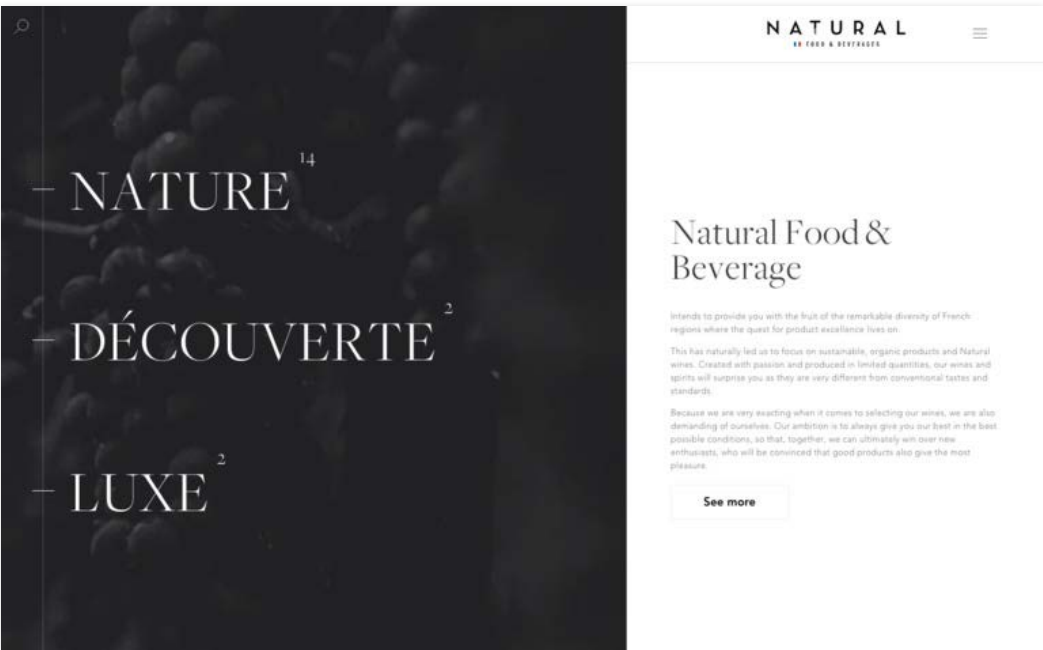 NATURE 14
DÉCOUVERTE 2
LUXE 2
NATURAL
FOOD & BEVERAGES
Natural Food &
Beverage
Intends to provide you with the fruit of the remarkable diversity of French
regions where the quest for product excellence lives on.
This has naturally led us to focus on sustainable, organic products and Natural
wines. Created with passion and produced in limited quantities, our wines and
spirits will surprise you as they are very different from conventional tastes and
standards.
Because we are very exacting when it comes to selecting our wines, we are also
demanding of ourselves. Our ambition is to always give you our best in the best
possible conditions, so that, together, we can ultimately win over new
enthusiasts, who will be convinced that good products also give the most
pleasure.
See more